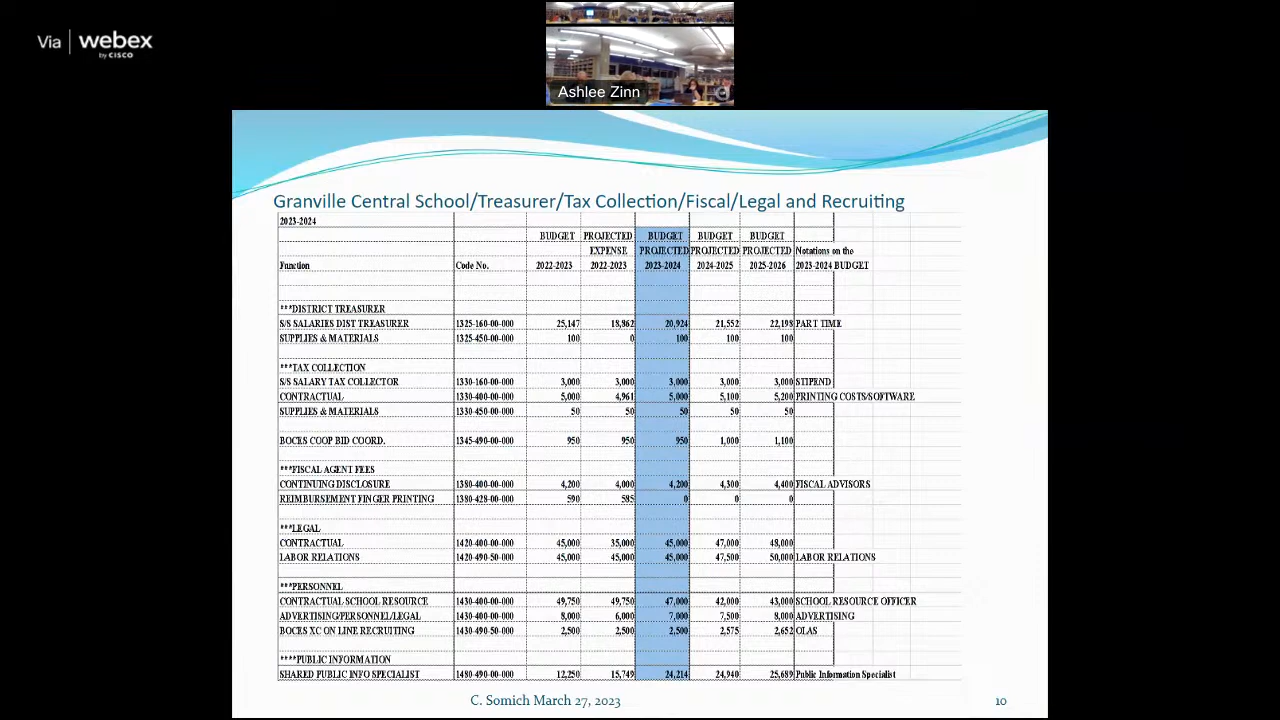 Via webex
by CISCO
Ashlee Zinn
Granville Central School/Treasurer/Tax Collection/Fiscal/Legal and Recruiting
2023-2024
BUDGET PROJECTED BUDGET BUDGET BUDGET
EXPENSE PROJECTED PROJECTED PROJECTED Notations on the
Function Code No. 2022-2023 2022-2023 2023-2024 2024-2025 2025-2026 2023-2024 BUDGET
***DISTRICT TREASURER
S/S SALARIES DIST TREASURER 1325-160-00-000 25,147 18,862 20,924 21,552 22,198 PART TIME
SUPPLIES & MATERIALS 1325-450-00-000 100 0 100 100 100
***TAX COLLECTION
S/S SALARY TAX COLLECTOR 1330-160-00-000 3,000 3,000 3,000 3,000 3,000 STIPEND
CONTRACTUAL 1330-400-00-000 5,000 4,961 5,000 5,100 5,200 PRINTING COSTS/SOFTWARE
SUPPLIES & MATERIALS 1330-450-00-000 50 50 50 50 50
BOCES COOP BID COORD. 1345-490-00-000 950 950 950 1,000 1,100
***FISCAL AGENT FEES
CONTINUING DISCLOSURE 1380-400-00-000 4,200 4,000 4,200 4,300 4,400 FISCAL ADVISORS
REIMBURSEMENT FINGER PRINTING 1380-428-00-000 590 585 0 0 0
***LEGAL
CONTRACTUAL 1420-400-00-000 45,000 35,000 45,000 47,000 48,000
LABOR RELATIONS 1420-490-50-000 45,000 45,000 45,000 47,500 50,000 LABOR RELATIONS
***PERSONNEL
CONTRACTUAL SCHOOL RESOURCE 1430-400-00-000 49,750 49,750 47,000 42,000 43,000 SCHOOL RESOURCE OFFICER
ADVERTISING/PERSONNEL/LEGAL 1430-400-00-000 8,000 6,000 7,000 7,500 8,000 ADVERTISING
BOCES XC ON LINE RECRUITING 1430-490-50-000 2,500 2,500 2,500 2,575 2,652 OLAS
****PUBLIC INFORMATION
SHARED PUBLIC INFO SPECIALIST 1480-490-00-000 12,250 15,749 24,214 24,940 25,689 Public Information Specialist
C. Somich March 27, 2023 10